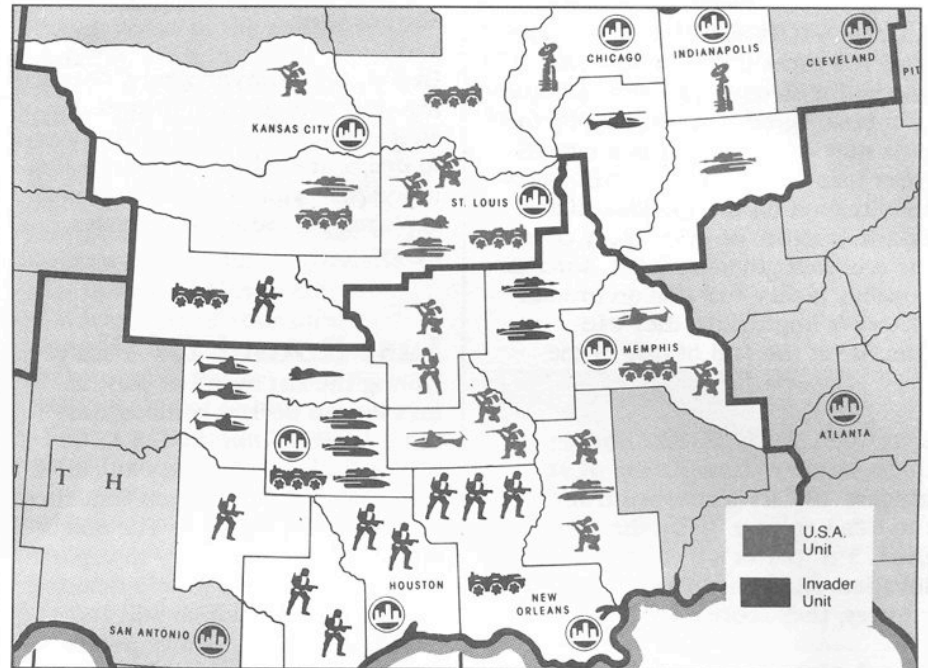 CHICAGO
INDIANAPOLIS
CLEVELAND
PIT
KANSAS CITY
ST. LOUIS
MEMPHIS
ATLANTA
T H
HOUSTON
NEW
ORLEANS
SAN ANTONIO
U.S.A.
Unit
Invader
Unit